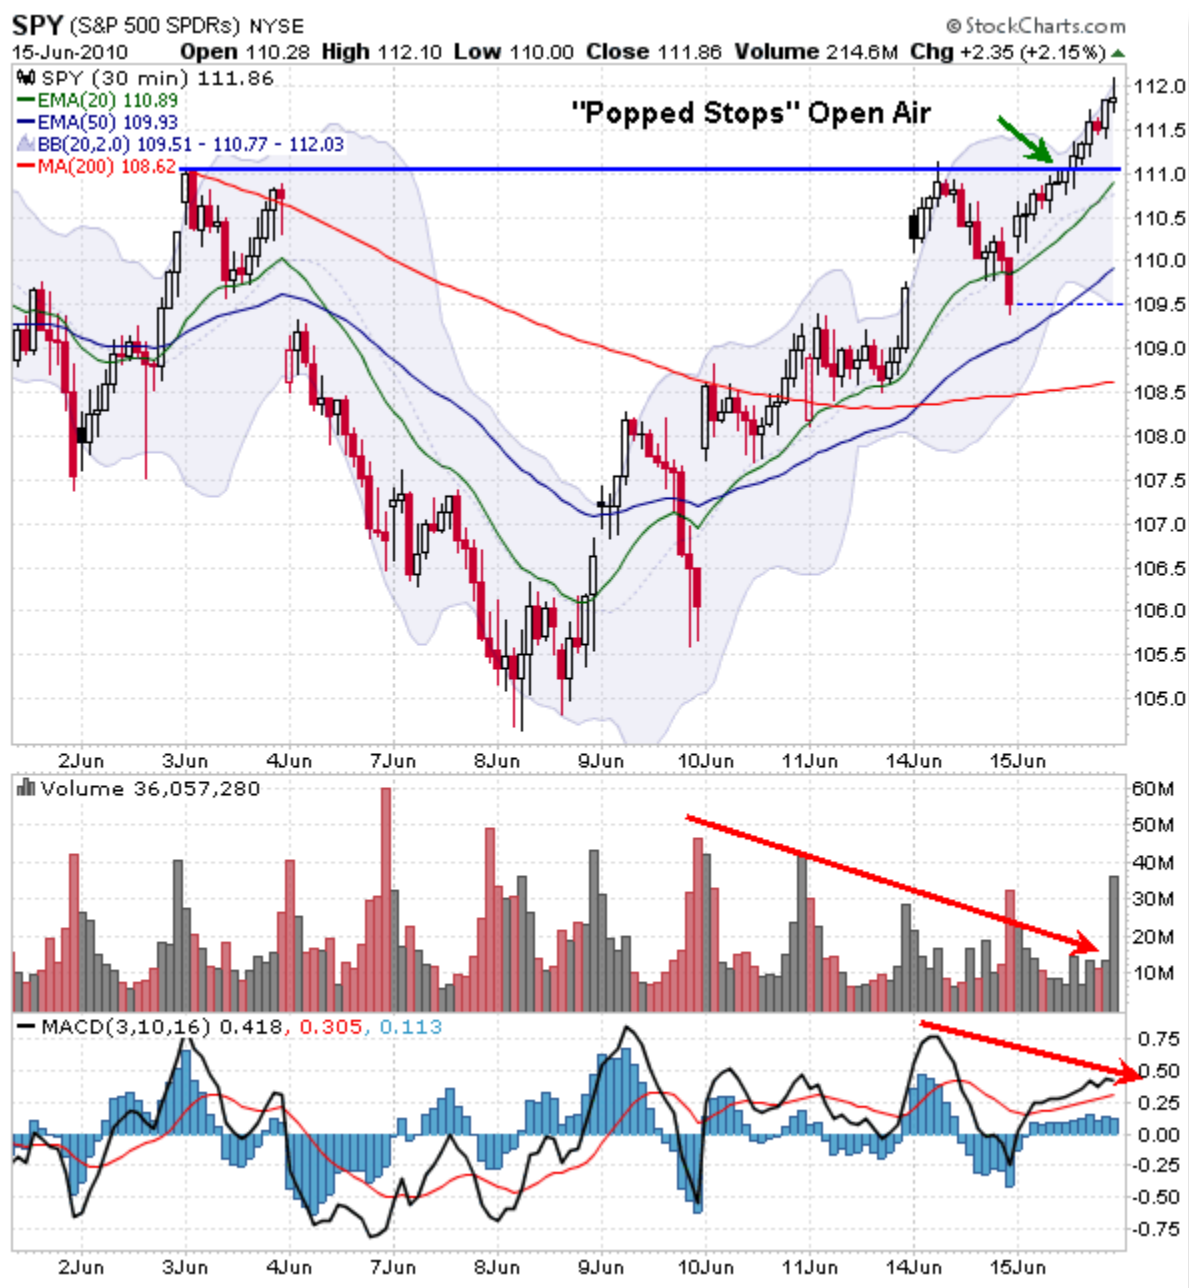 SPY (S&P 500 SPDRs) NYSE © StockCharts.com
15-Jun-2010 Open 110.28 High 112.10 Low 110.00 Close 111.86 Volume 214.6M Chg +2.35 (+2.15%)
SPY (30 min) 111.86
EMA(20) 110.89
EMA(50) 109.93
BB(20,2.0) 109.51 - 110.77 - 112.03
MA(200) 108.62
"Popped Stops" Open Air
112.0
111.5
111.0
110.5
110.0
109.5
109.0
108.5
108.0
107.5
107.0
106.5
106.0
105.5
105.0
2Jun 3Jun 4Jun 7Jun 8Jun 9Jun 10Jun 11Jun 14Jun 15Jun
Volume 36,057,280
60M
50M
40M
30M
20M
10M
MACD(3,10,16) 0.418, 0.305, 0.113
0.75
0.50
0.25
0.00
-0.25
-0.50
-0.75
2Jun 3Jun 4Jun 7Jun 8Jun 9Jun 10Jun 11Jun 14Jun 15Jun